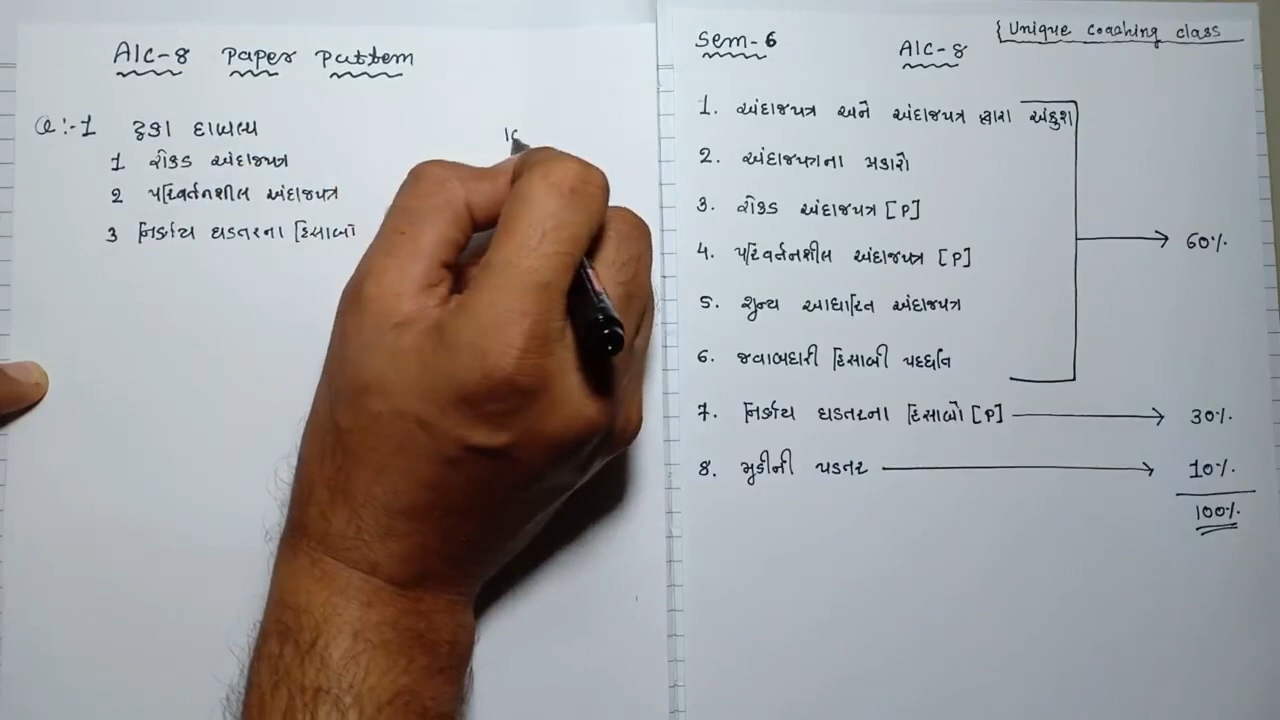 A/C-8 Paper Pattern
Q:-1 ટુકા દાખલા
1 રોકડ અંદાજપત્ર
2 પરિવર્તનશીલ અંદાજપત્ર
3 નિર્ણય ઘડતરના હિસાબો
{Unique coaching class
Sem-6
A/C-8
1. અંદાજપત્ર અને અંદાજપત્ર દ્વારા અંકુશ
2. અંદાજપત્રના પ્રકારો
3. રોકડ અંદાજપત્ર [P]
4. પરિવર્તનશીલ અંદાજપત્ર [P]
60%
5. શુન્ય આધારિત અંદાજપત્ર
6. જવાબદારી હિસાબી પદ્ધતિ
7. નિર્ણય ઘડતરના હિસાબો [P] 30%
8. મુડીની પડતર 10%
100%